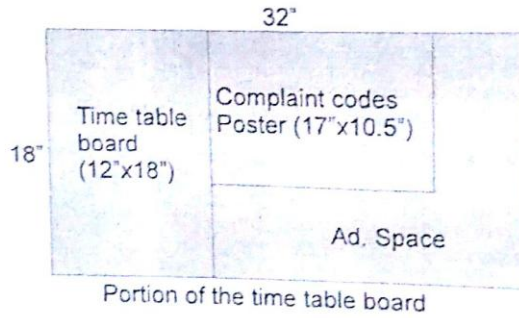 32"
Time table
board
(12"x18")
Complaint codes
Poster (17"x10.5")
18"
Ad. Space
Portion of the time table board